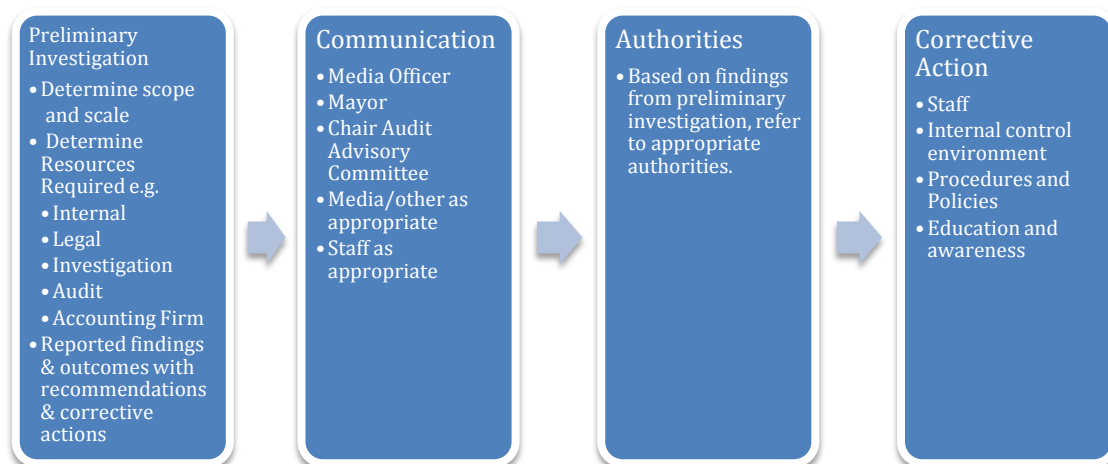 Preliminary
Investigation
•Determine scope
and scale
• Determine
Resources
Required e.g.
•Internal
•Legal
•Investigation
•Audit
•Accounting Firm
•Reported findings
& outcomes with
recommendations
& corrective
actions
Communication
•Media Officer
•Mayor
•Chair Audit
Advisory
Committee
•Media/other as
appropriate
•Staff as
appropriate
Authorities
•Based on findings
from preliminary
investigation, refer
to appropriate
authorities.
Corrective
Action
•Staff
•Internal control
environment
•Procedures and
Policies
•Education and
awareness